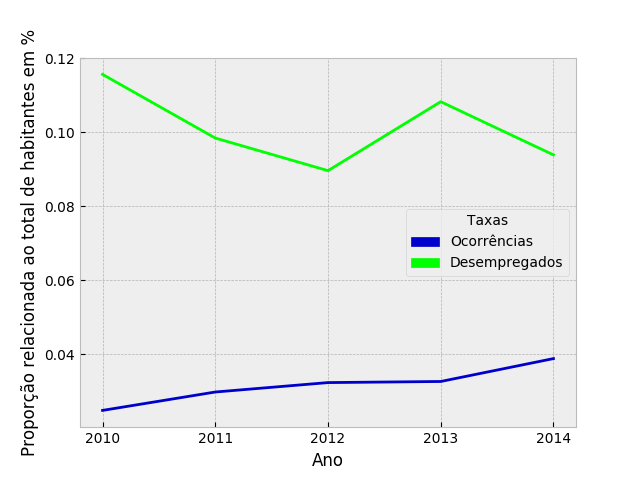 Proporção relacionada ao total de habitantes em %
0.12
0.10
0.08
0.06
0.04
Taxas
Ocorrências
Desempregados
2010 2011 2012 2013 2014
Ano